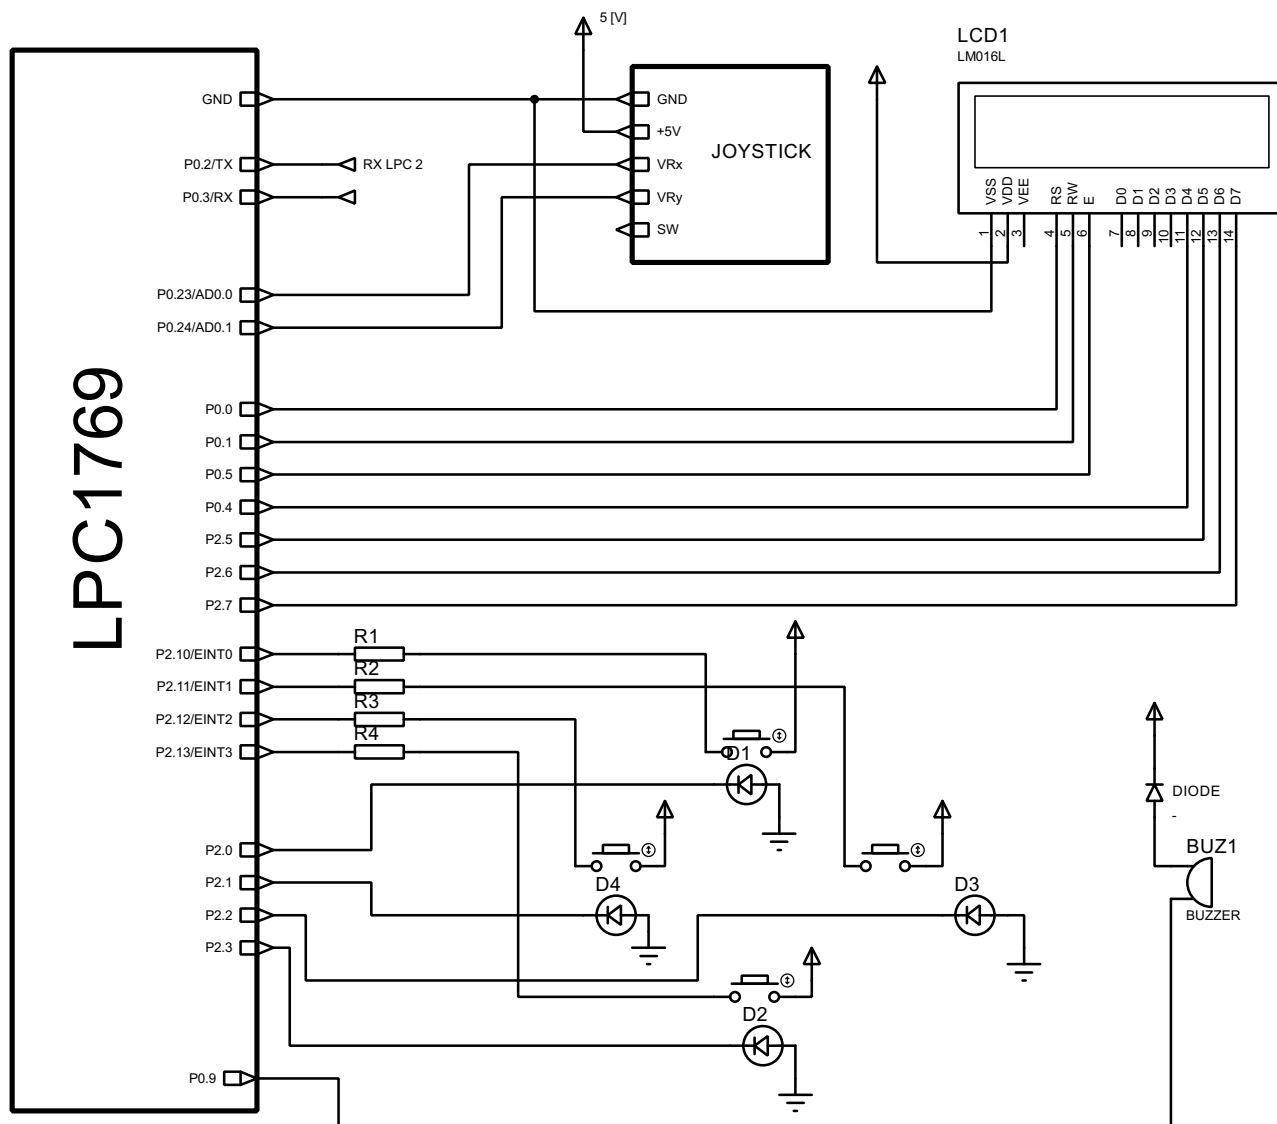 5 [V]
LCD1
LM016L
GND
GND
+5V
JOYSTICK
P0.2/TX
RX LPC 2
VRx
P0.3/RX
VRy
SW
VSS
VDD
VEE
RS
RW
E
D0
D1
D2
D3
D4
D5
D6
D7
1
2
3
4
5
6
7
8
9
10
11
12
13
14
P0.23/AD0.0
P0.24/AD0.1
LPC1769
P0.0
P0.1
P0.5
P0.4
P2.5
P2.6
P2.7
P2.10/EINT0
R1
P2.11/EINT1
R2
P2.12/EINT2
R3
P2.13/EINT3
R4
D1
DIODE
-
P2.0
BUZ1
P2.1
D4
D3
P2.2
BUZZER
P2.3
D2
P0.9